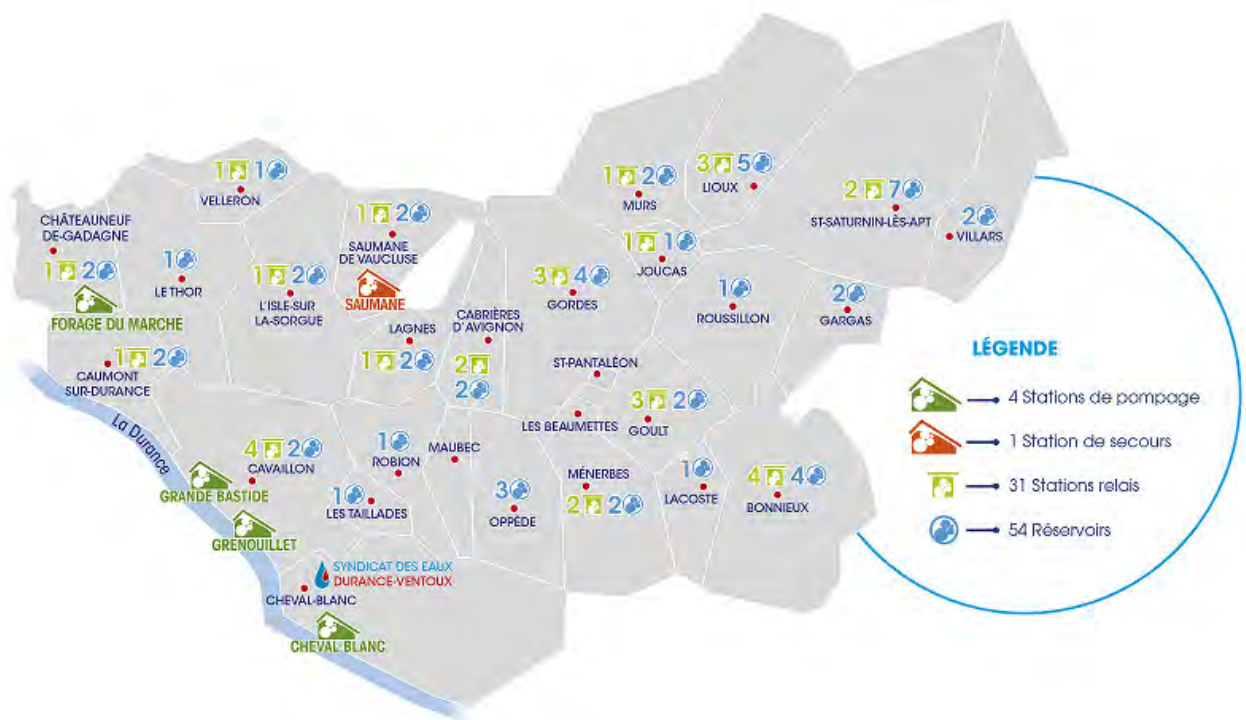 1 1
VELLERON
CHÂTEAUNEUF
DE-GADAGNE
1 2
FORAGE DU MARCHE
1
LE THOR
1 2
L'ISLE-SUR
LA-SORGUE
1 2
SAUMANE
DE VAUCLUSE
SAUMANE
LAGNES
1 2
CABRIÈRES
D'AVIGNON
2
2
1 2
MURS
3 5
LIOUX
2 7
ST-SATURNIN-LÈS-APT
2
VILLARS
1 1
JOUCAS
3 4
GORDES
1
ROUSSILLON
2
GARGAS
1 2
CAUMONT
SUR-DURANCE
La Durance
ST-PANTALÉON
LES BEAUMETTES
3 2
GOULT
4 2
CAVAILLON
GRANDE BASTIDE
GRENOUILLET
1
ROBION
MAUBEC
1
LES TAILLADES
3
OPPÈDE
MÉNERBES
2 2
1
LACOSTE
4 4
BONNIEUX
SYNDICAT DES EAUX
DURANCE-VENTOUX
CHEVAL-BLANC
CHEVAL-BLANC
LÉGENDE
4 Stations de pompage
1 Station de secours
31 Stations relais
54 Réservoirs